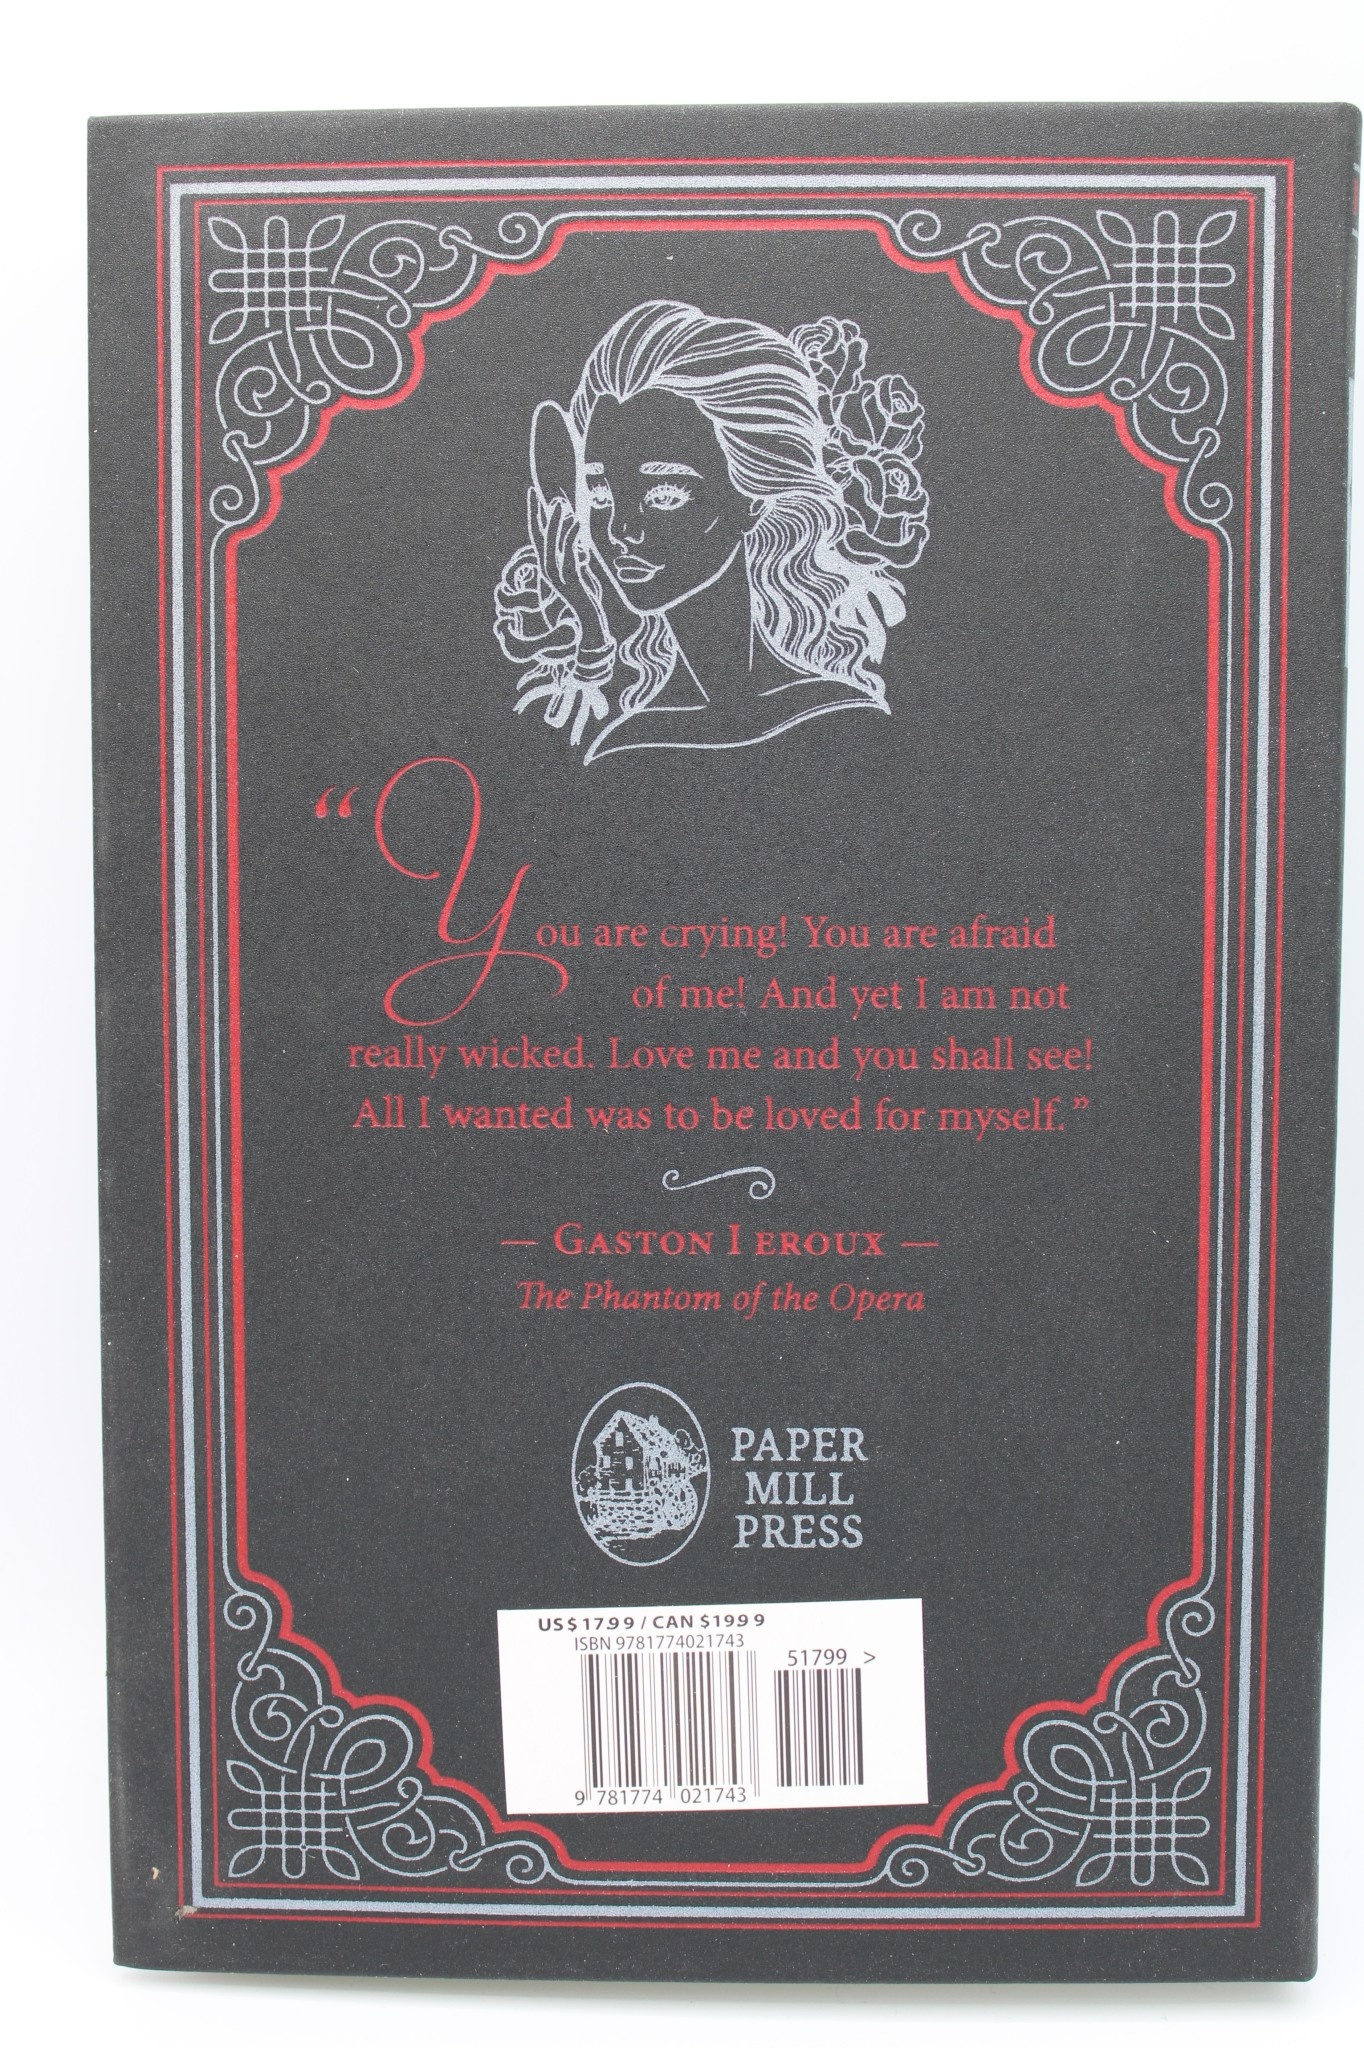 “You are crying! You are afraid
of me! And yet I am not
really wicked. Love me and you shall see!
All I wanted was to be loved for myself.”
— GASTON LEROUX —
The Phantom of the Opera
PAPER
MILL
PRESS
US $ 17.99 / CAN $19.99
ISBN 9781774021743
51799 >
9 781774 021743